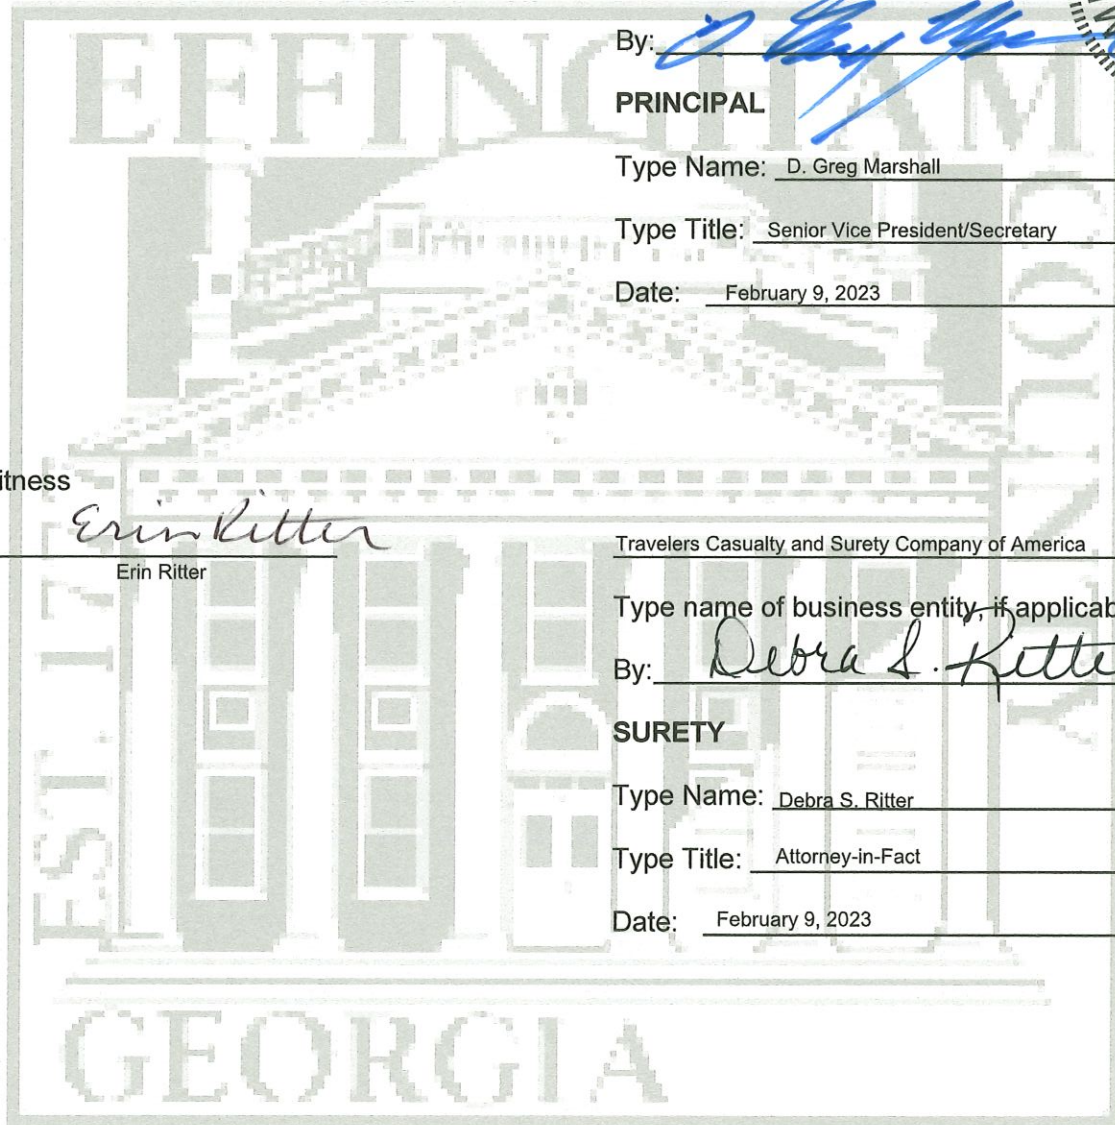 EFFINGHAM
COUNTY
By:
PRINCIPAL
Type Name: D. Greg Marshall
Type Title: Senior Vice President/Secretary
Date: February 9, 2023
itness
Erin Ritter
Erin Ritter
Travelers Casualty and Surety Company of America
Type name of business entity, if applicab
By: Debra S. Ritte
SURETY
Type Name: Debra S. Ritter
Type Title: Attorney-in-Fact
Date: February 9, 2023
EST. 17
GEORGIA